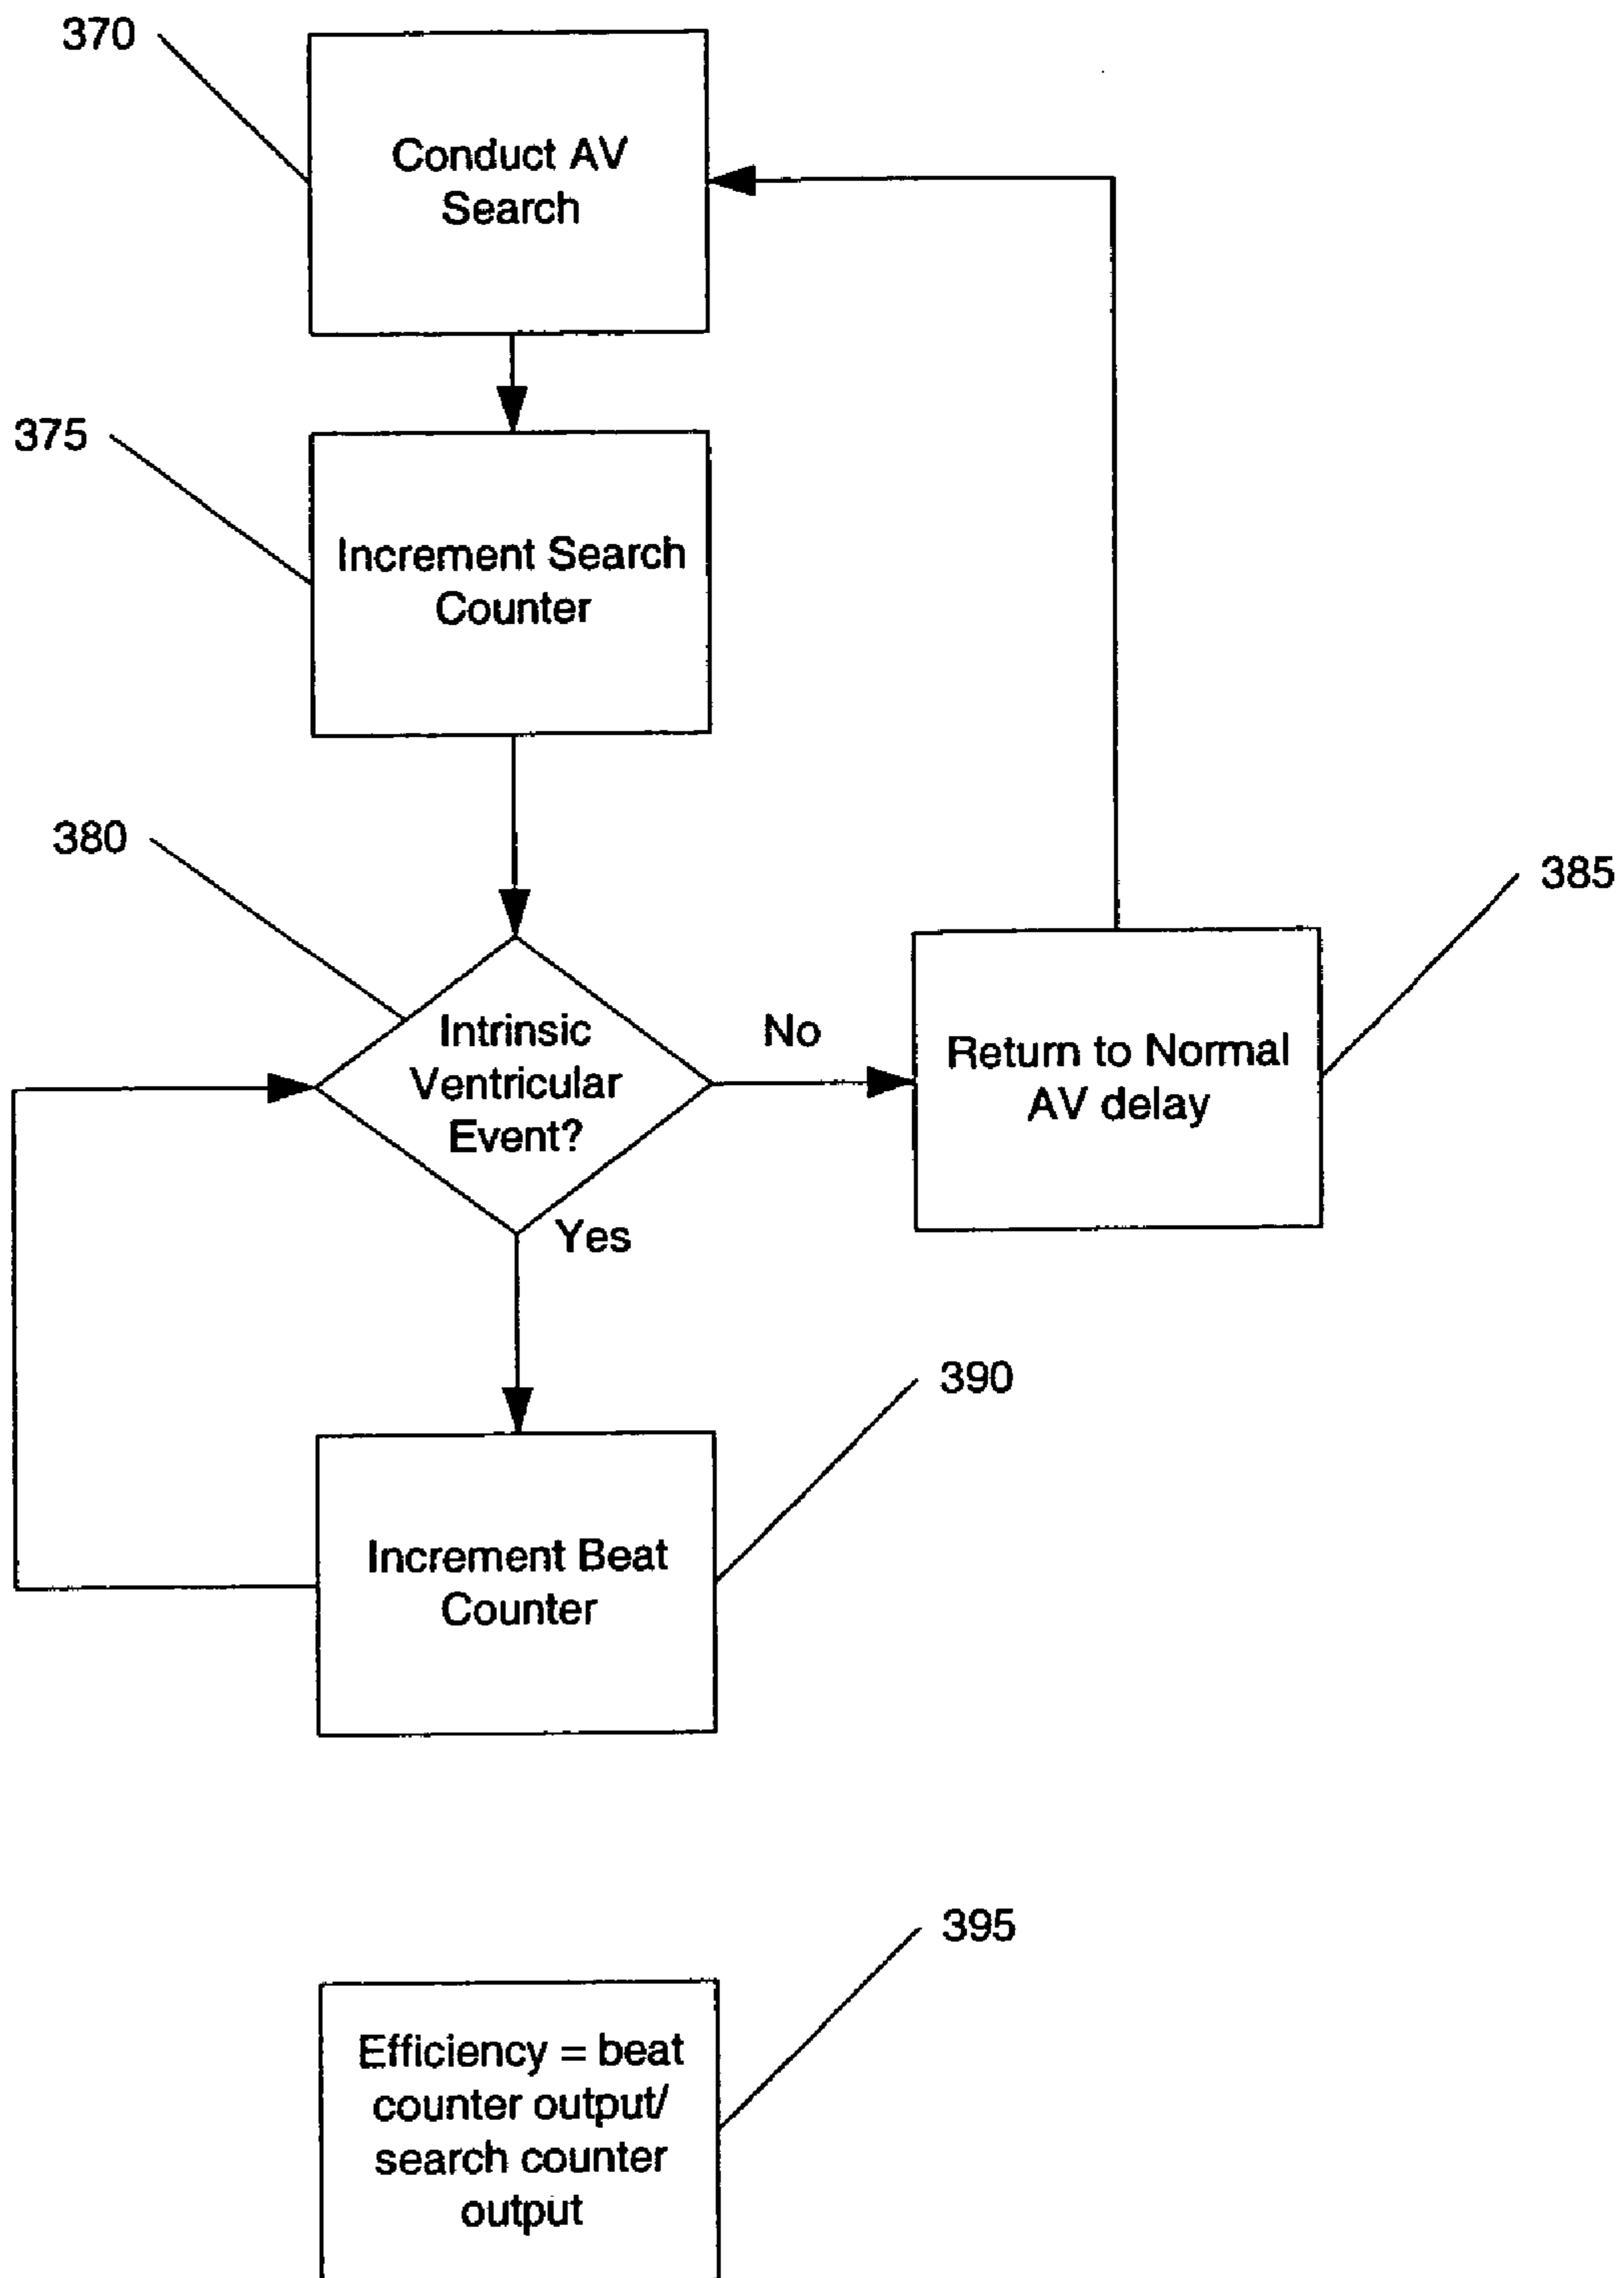 370
Conduct AV
Search
375
Increment Search
Counter
380
385
Intrinsic
Ventricular
Event?
No
Return to Normal
AV delay
Yes
390
Increment Beat
Counter
395
Efficiency = beat
counter output/
search counter
output